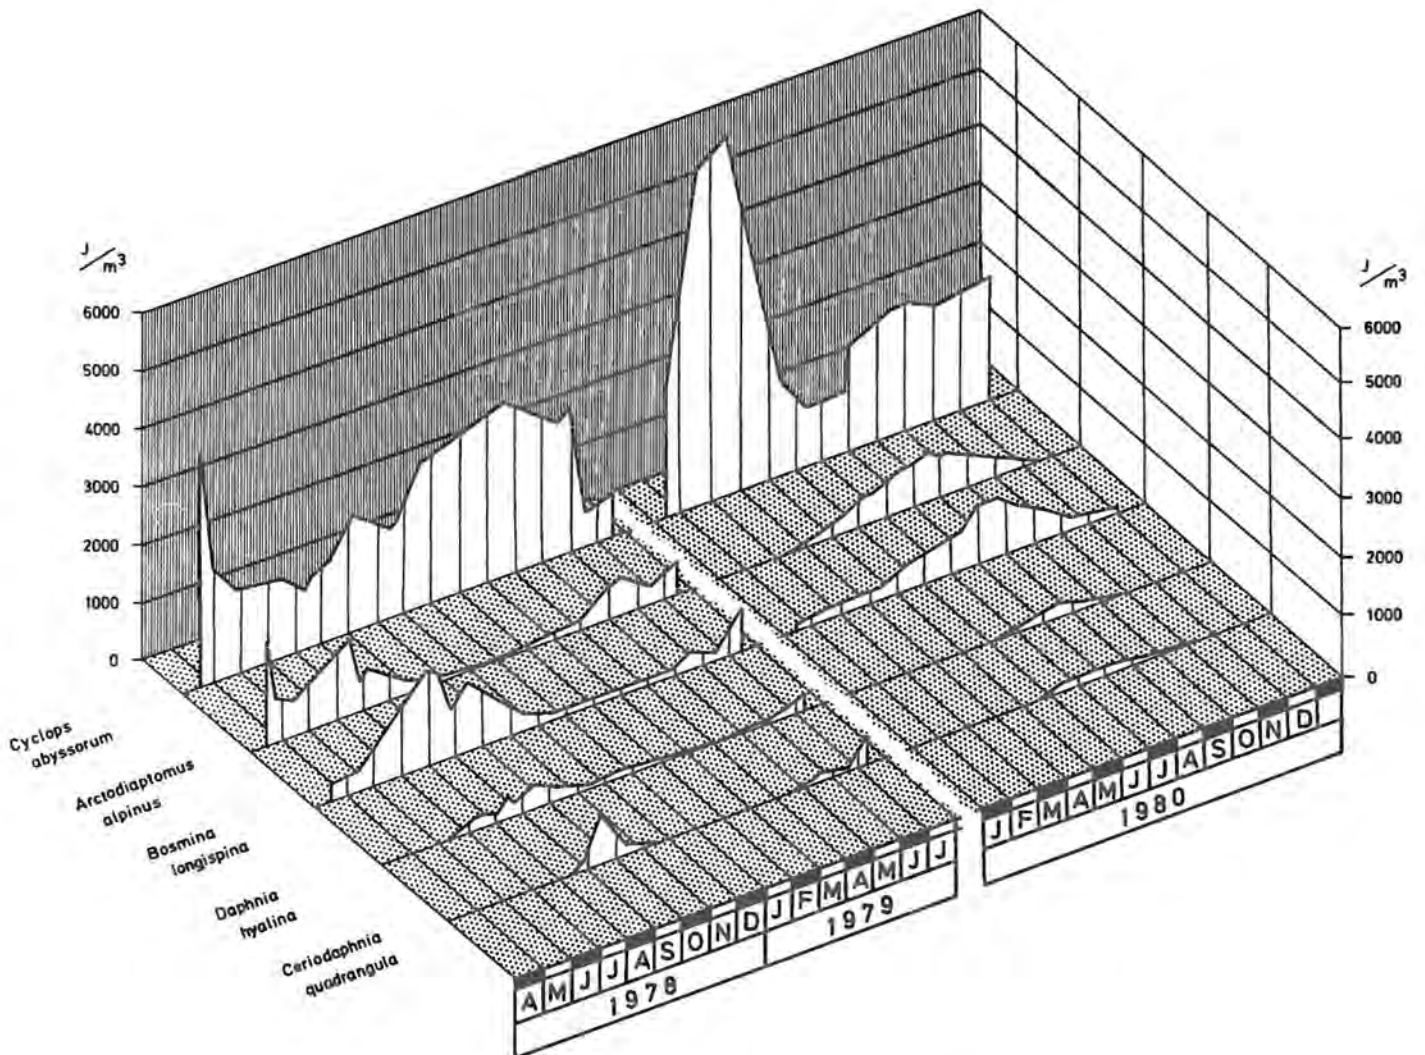 J/m³
6000
5000
4000
3000
2000
1000
0
J/m³
6000
5000
4000
3000
2000
1000
0
Cyclops
abyssorum
Arctodiaptomus
alpinus
Bosmina
longispina
Daphnia
hyalina
Ceriodaphnia
quadrangula
A M J J A S O N D J F M A M J J
1978 1979
J F M A M J J A S O N D
1980